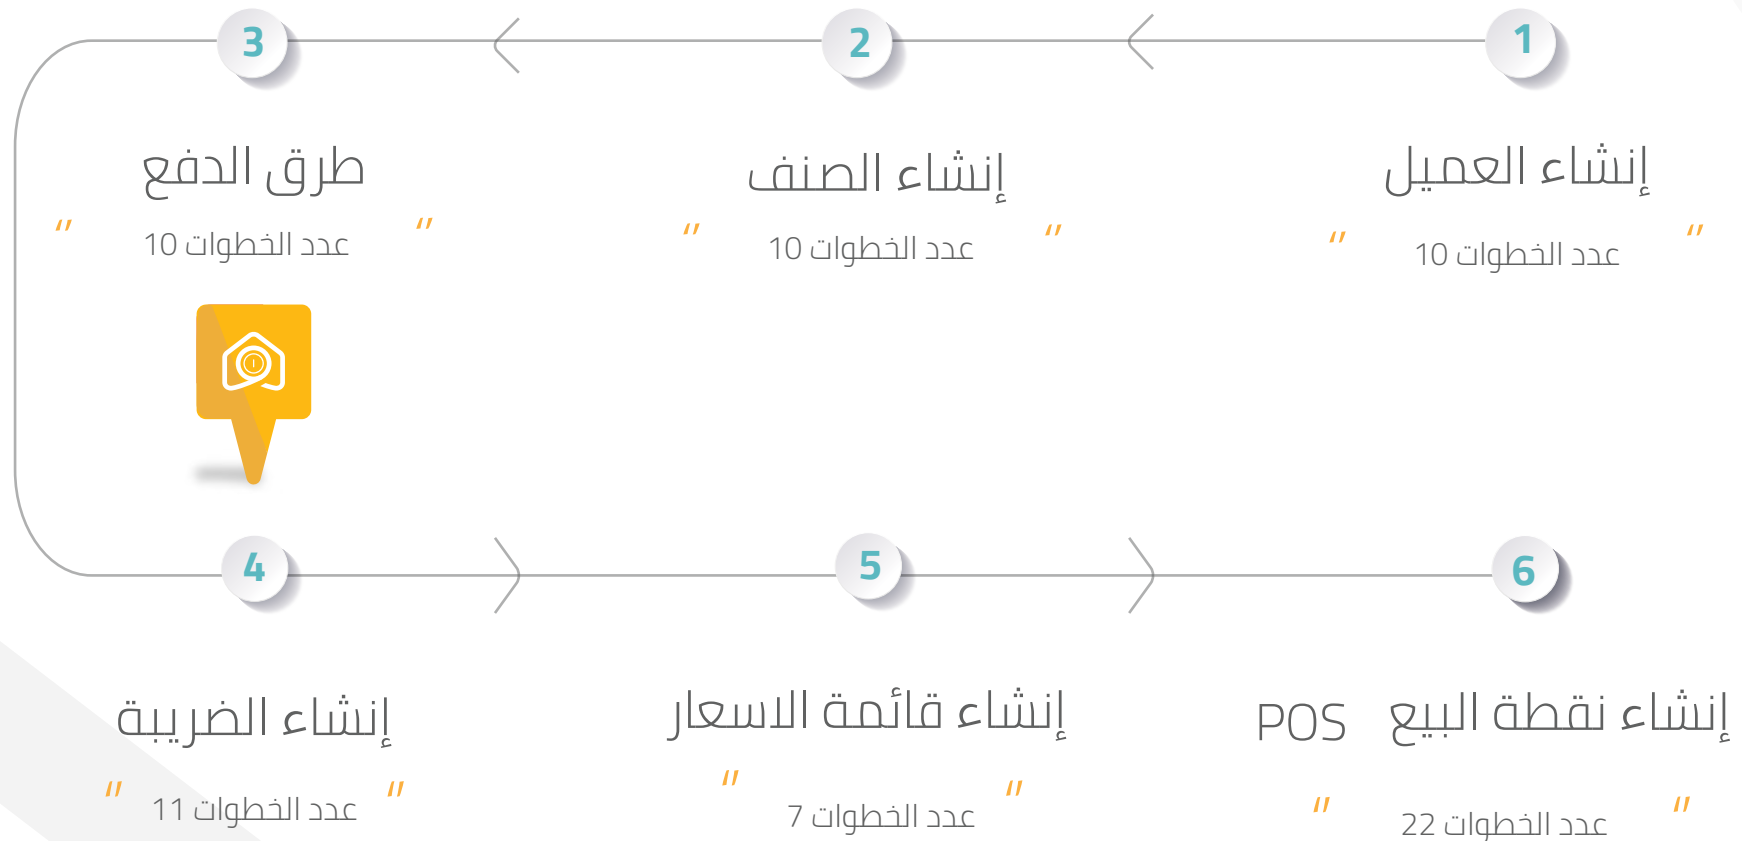 1
إنشاء العميل
" عدد الخطوات 10 "
2
إنشاء الصنف
" عدد الخطوات 10 "
3
طرق الدفع
" عدد الخطوات 10 "
4
إنشاء الضريبة
" عدد الخطوات 11 "
5
إنشاء قائمة الاسعار
" عدد الخطوات 7 "
6
إنشاء نقطة البيع POS
" عدد الخطوات 22 "